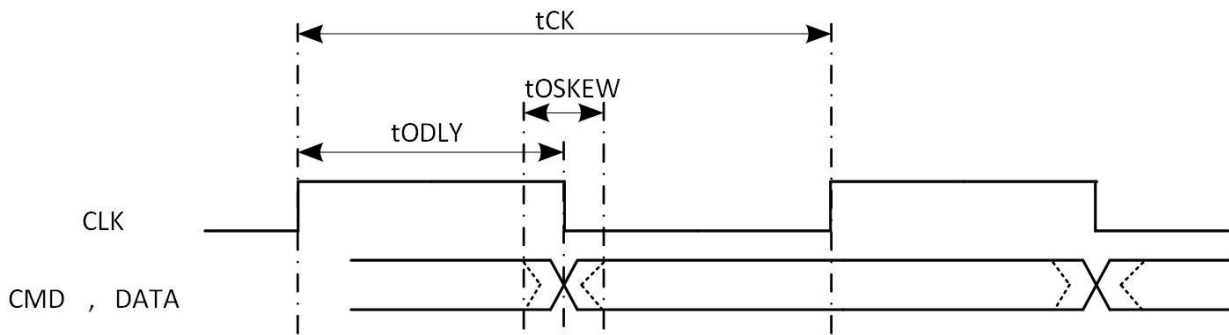 tCK
tOSKEW
tODLY
CLK
CMD , DATA